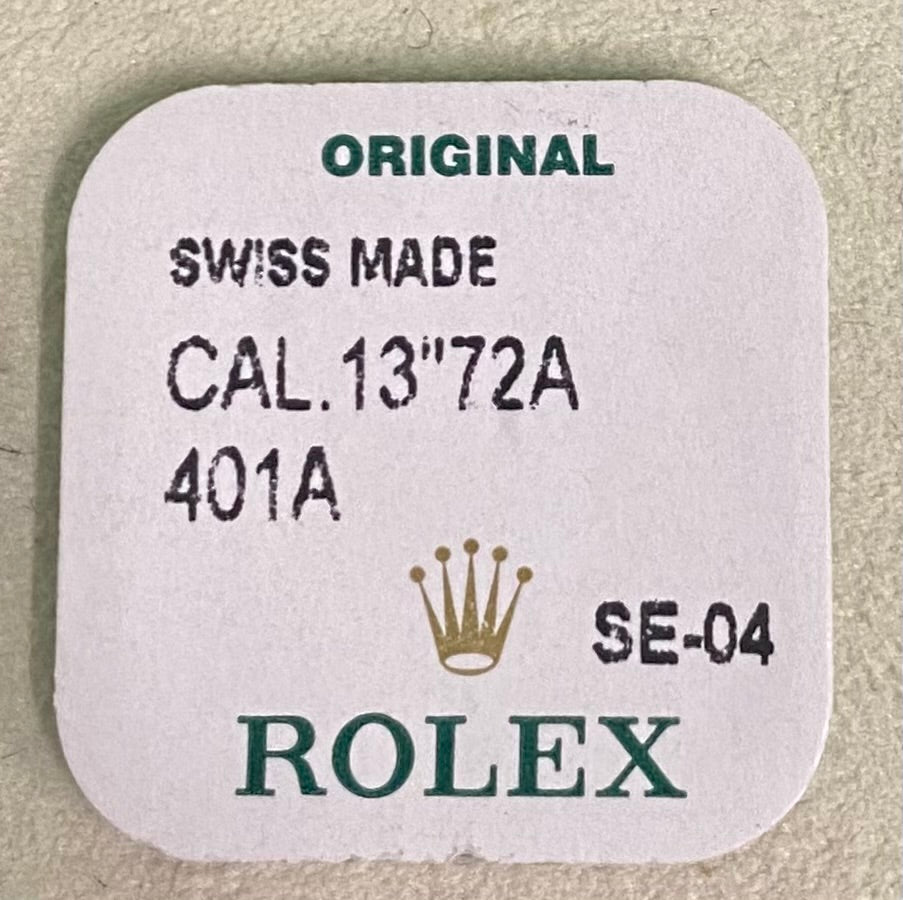 ORIGINAL
SWISS MADE
CAL.13"72A
401A
SE-04
ROLEX